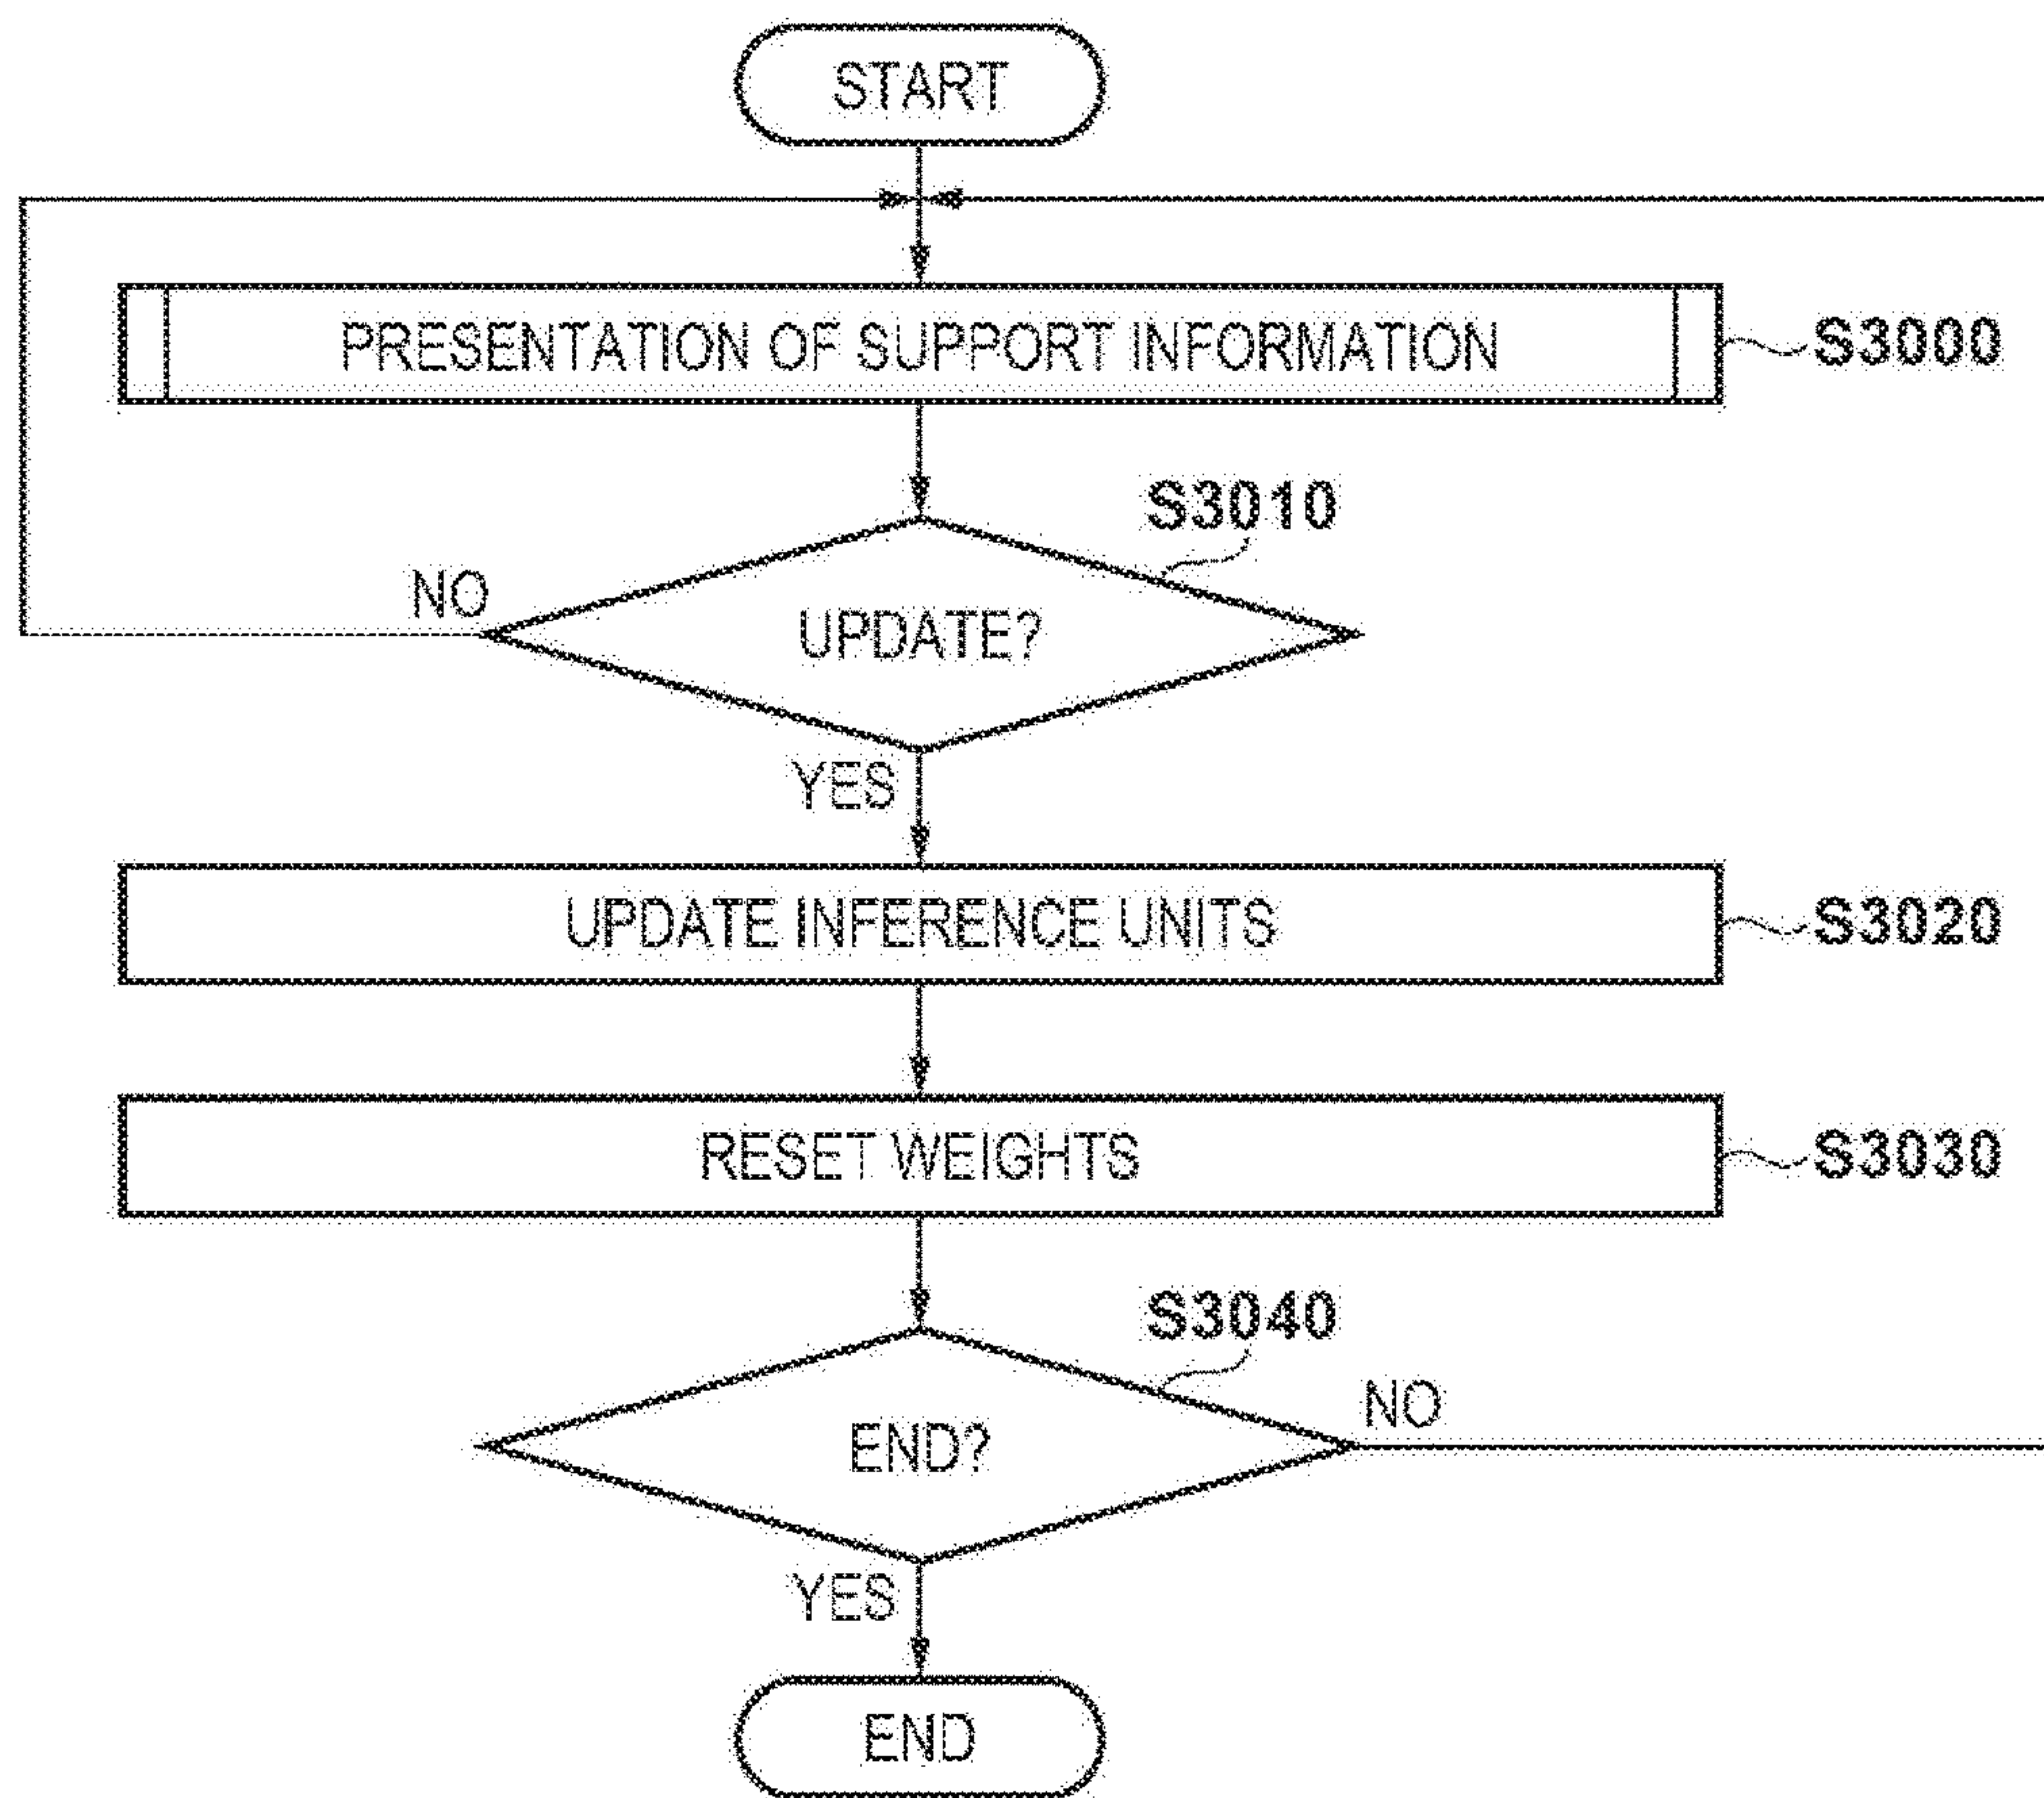 START
PRESENTATION OF SUPPORT INFORMATION
S3000
S3010
NO
UPDATE?
YES
UPDATE INFERENCE UNITS
S3020
RESET WEIGHTS
S3030
S3040
NO
END?
YES
END